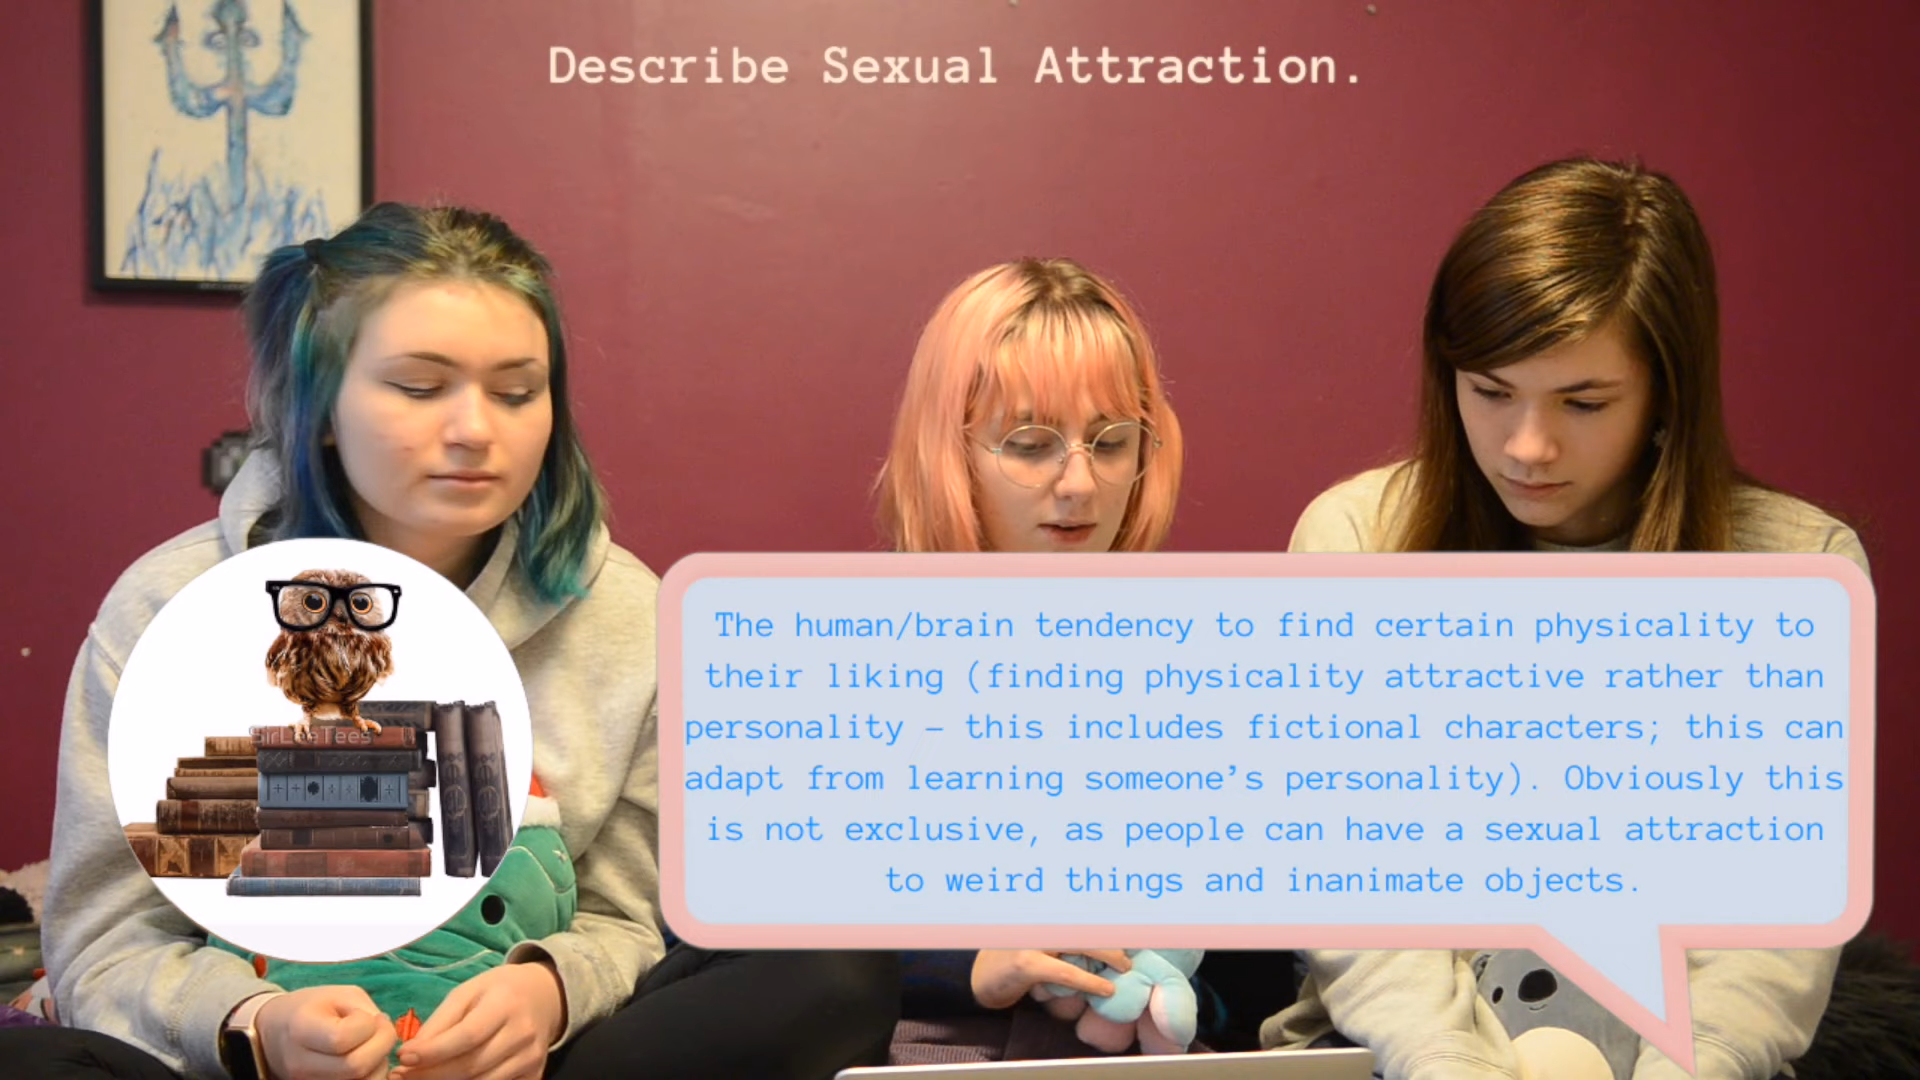 Describe Sexual Attraction.
The human/brain tendency to find certain physicality to
their liking (finding physicality attractive rather than
personality – this includes fictional characters; this can
adapt from learning someone's personality). Obviously this
is not exclusive, as people can have a sexual attraction
to weird things and inanimate objects.
SirLeeTees